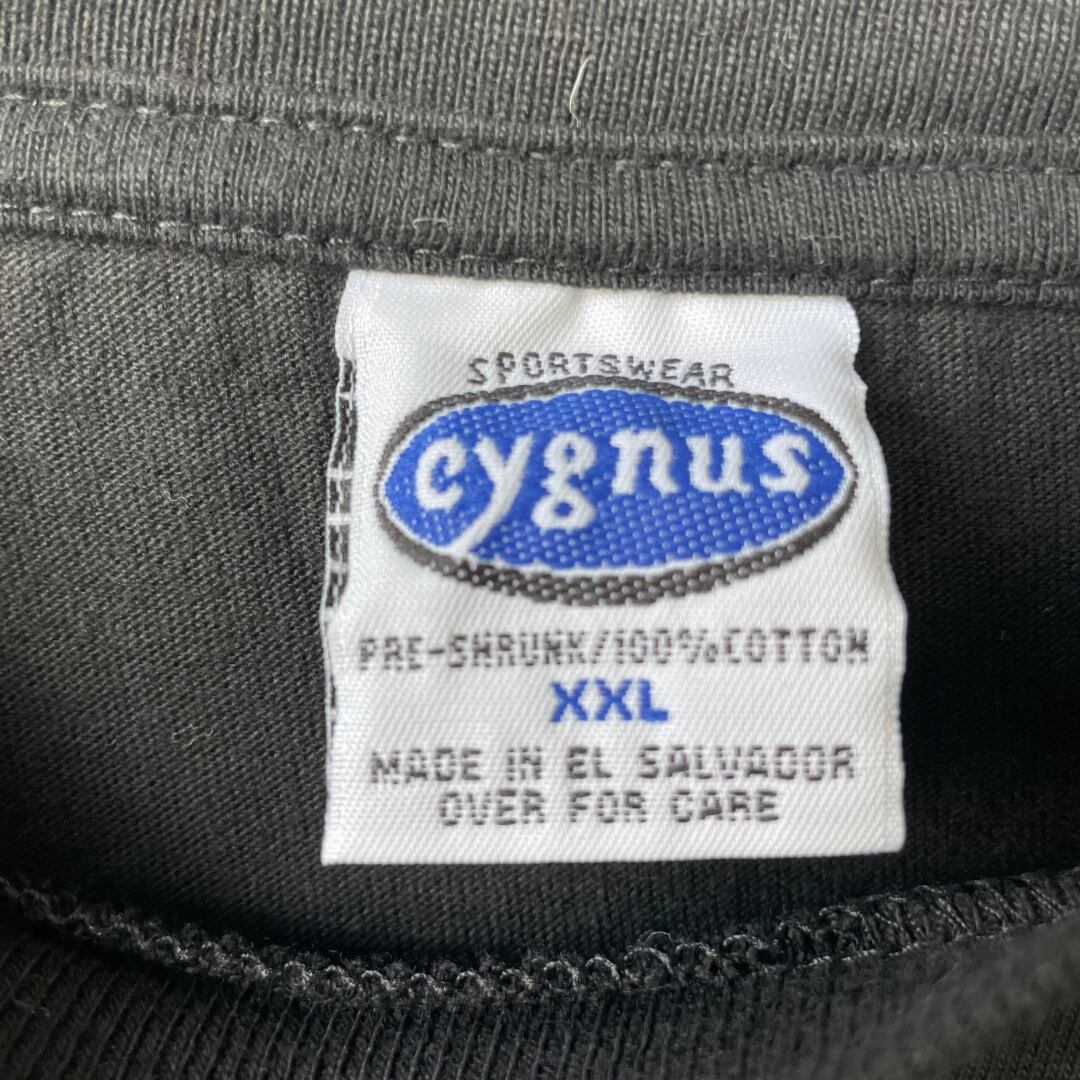 SPORTSWEAR
cygnus
PRE-SHRUNK/100%COTTON
XXL
MADE IN EL SALVADOR
OVER FOR CARE